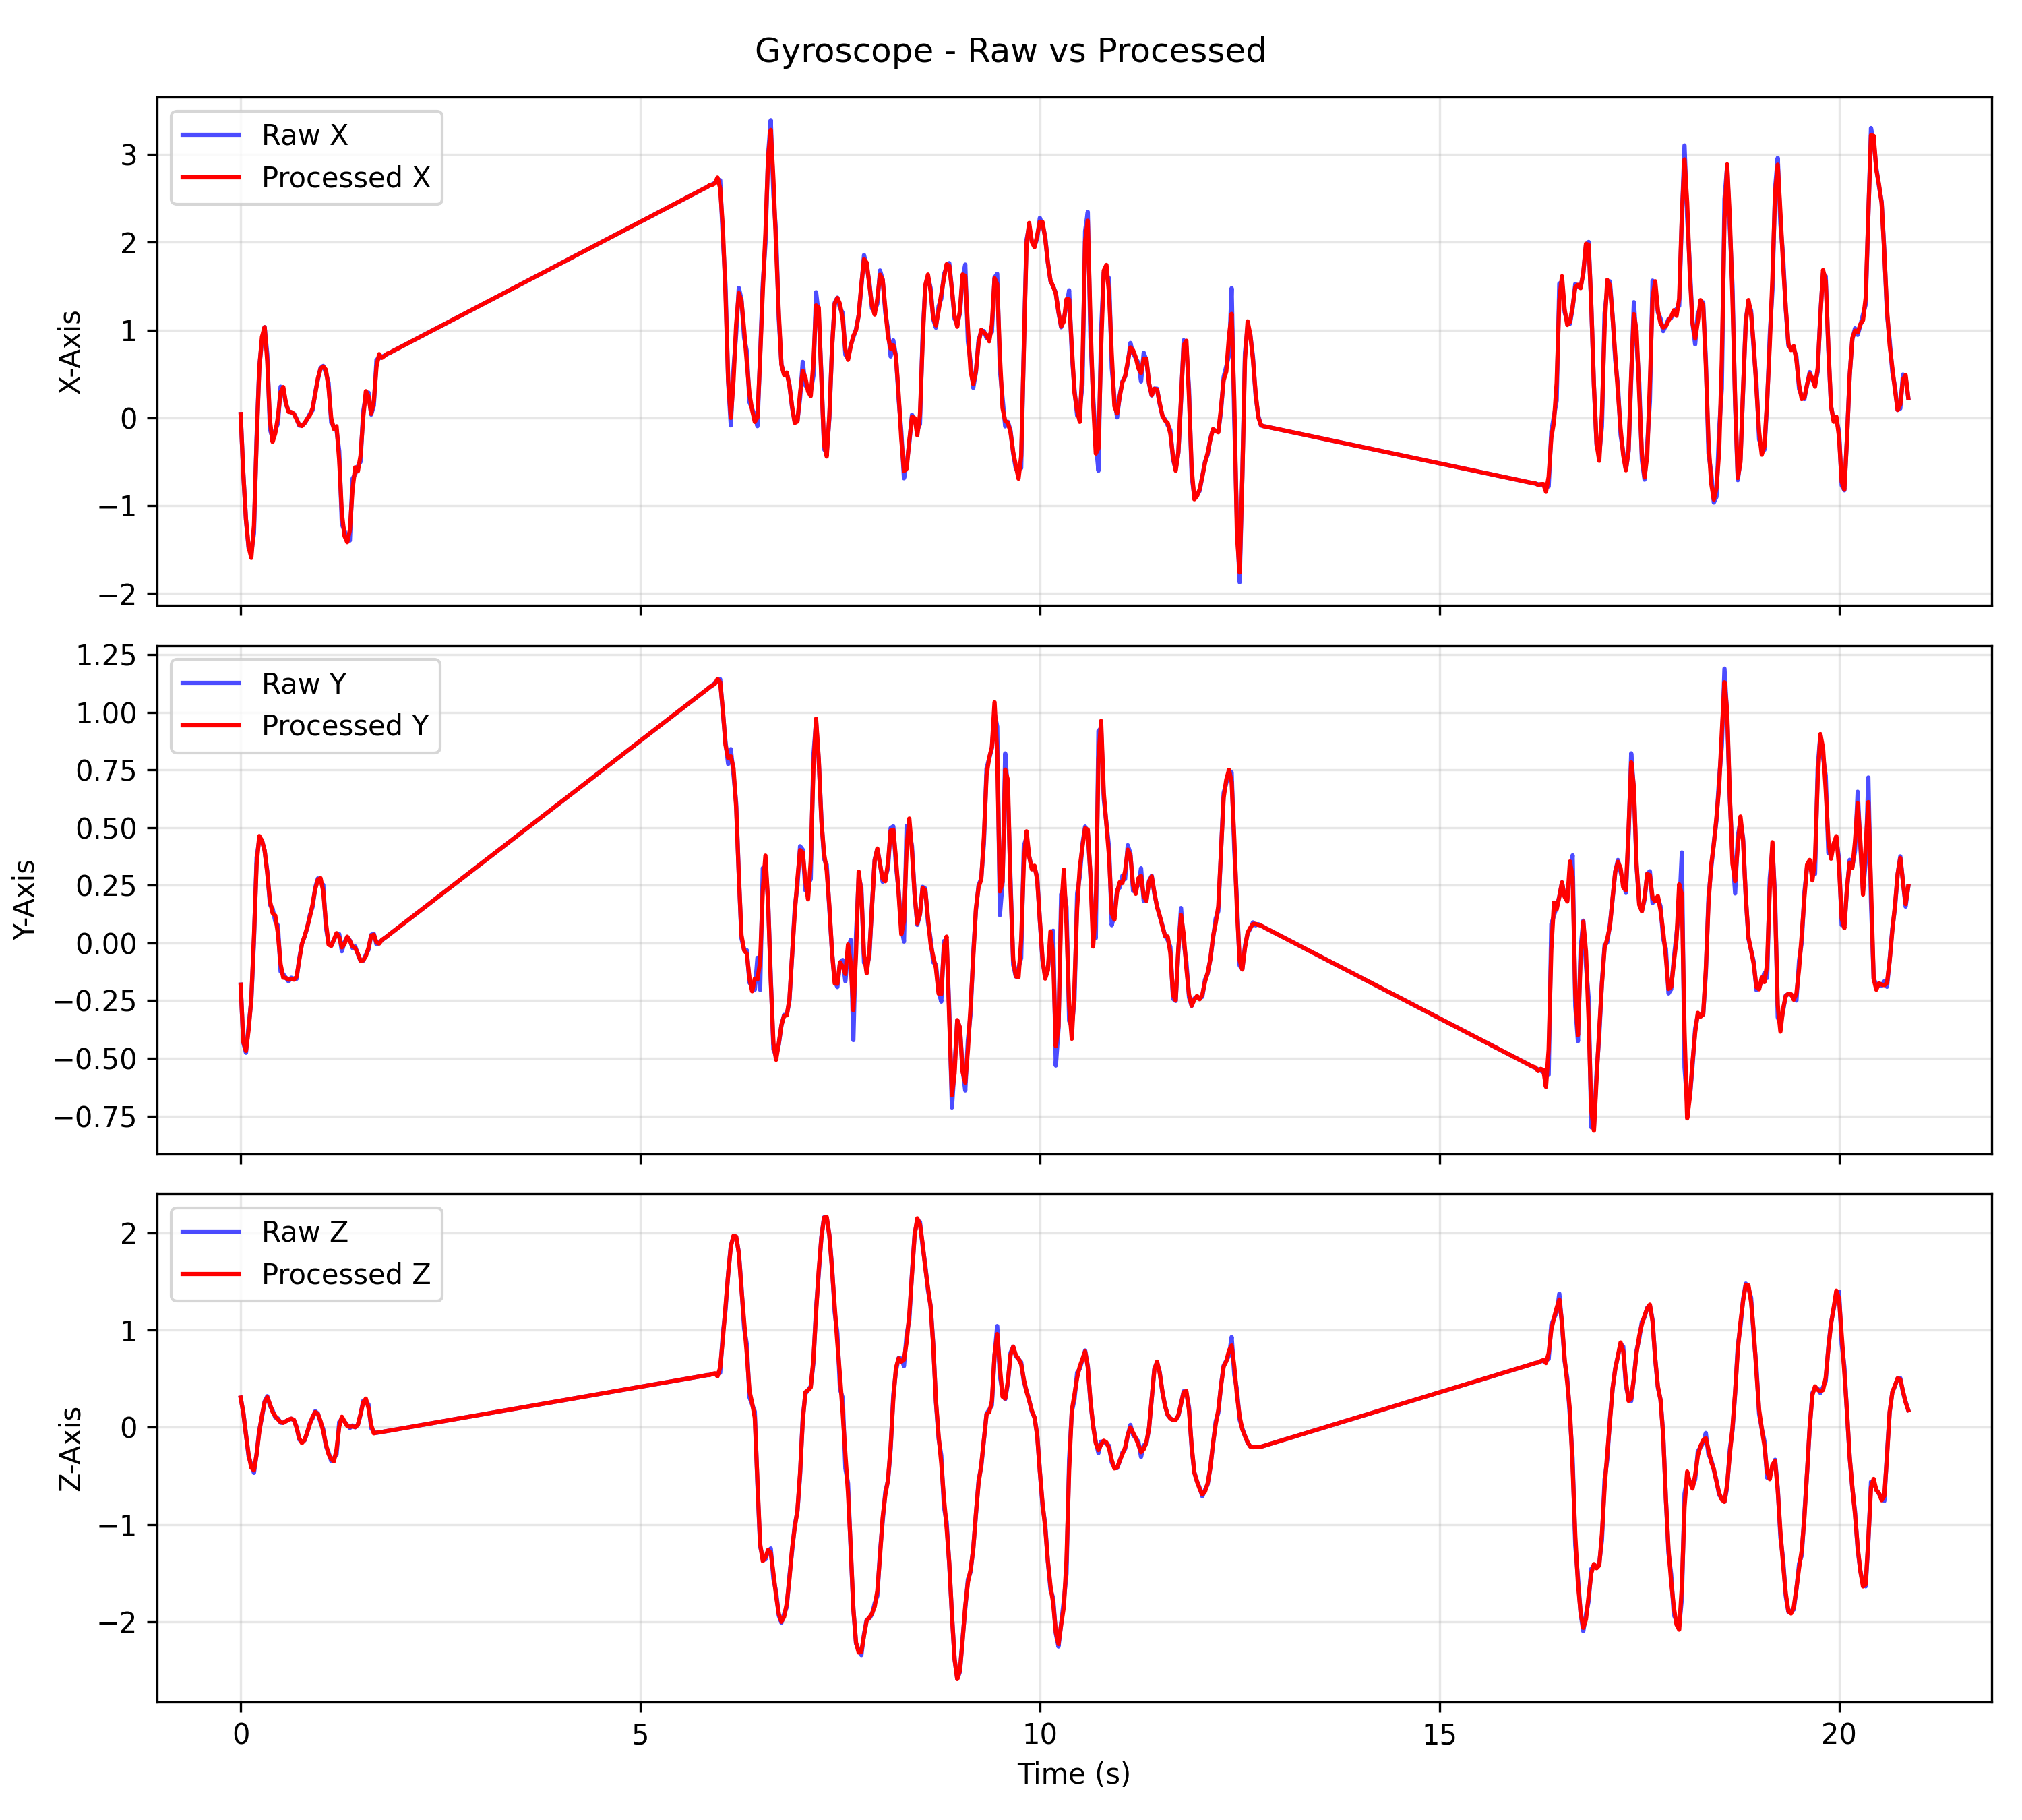 Gyroscope - Raw vs Processed
Raw X
Processed X
3
2
1
0
−1
−2
X-Axis
Raw Y
Processed Y
1.25
1.00
0.75
0.50
0.25
0.00
−0.25
−0.50
−0.75
Y-Axis
Raw Z
Processed Z
2
1
0
−1
−2
Z-Axis
0 5 10 15 20
Time (s)